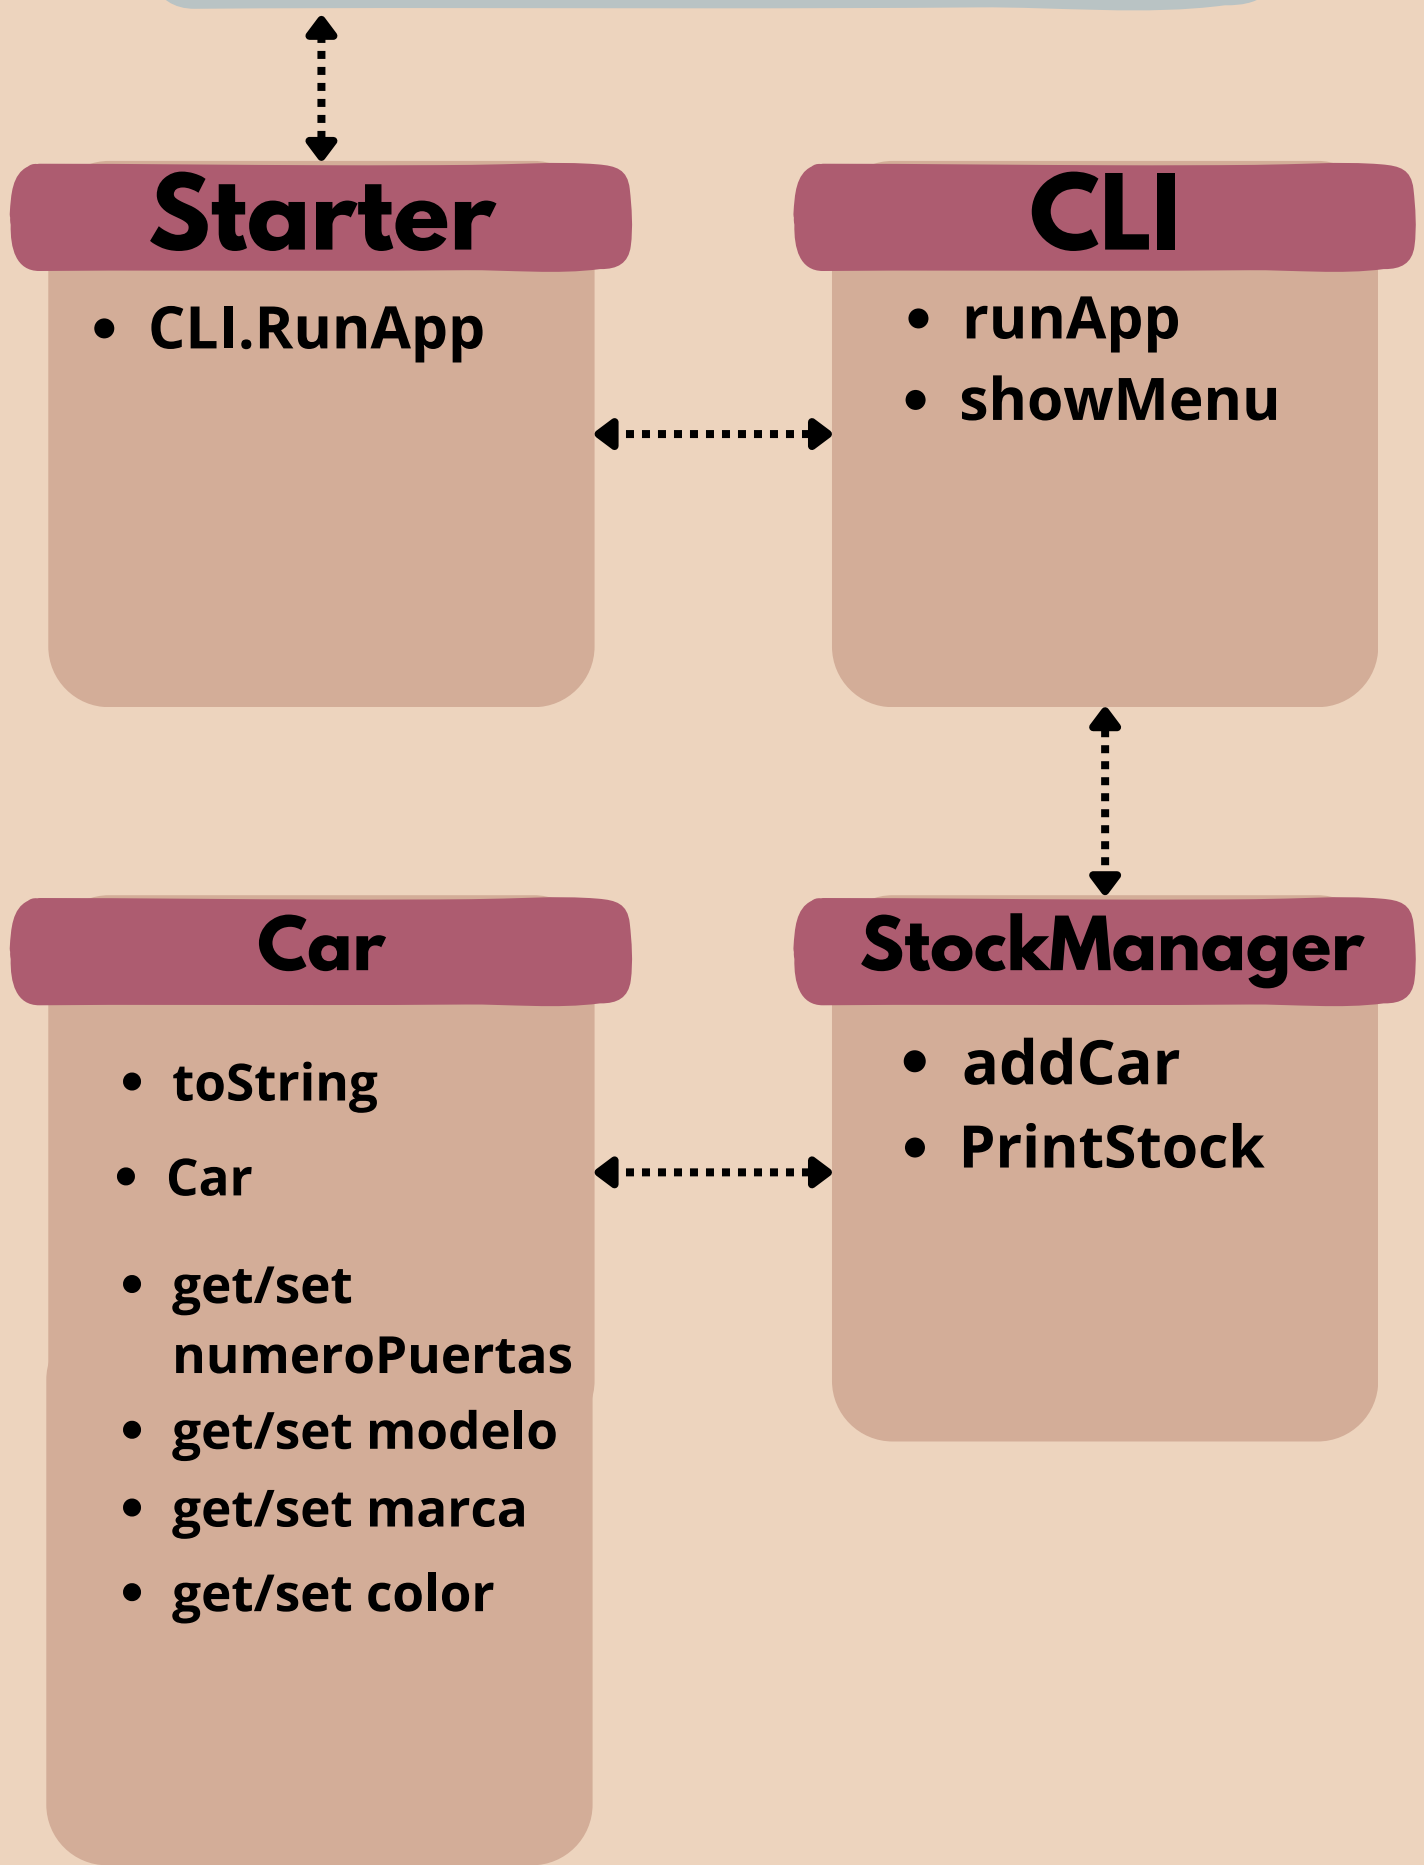 Starter
• CLI.RunApp
CLI
• runApp
• showMenu
Car
• toString
• Car
• get/set
numeroPuertas
• get/set modelo
• get/set marca
• get/set color
StockManager
• addCar
• PrintStock